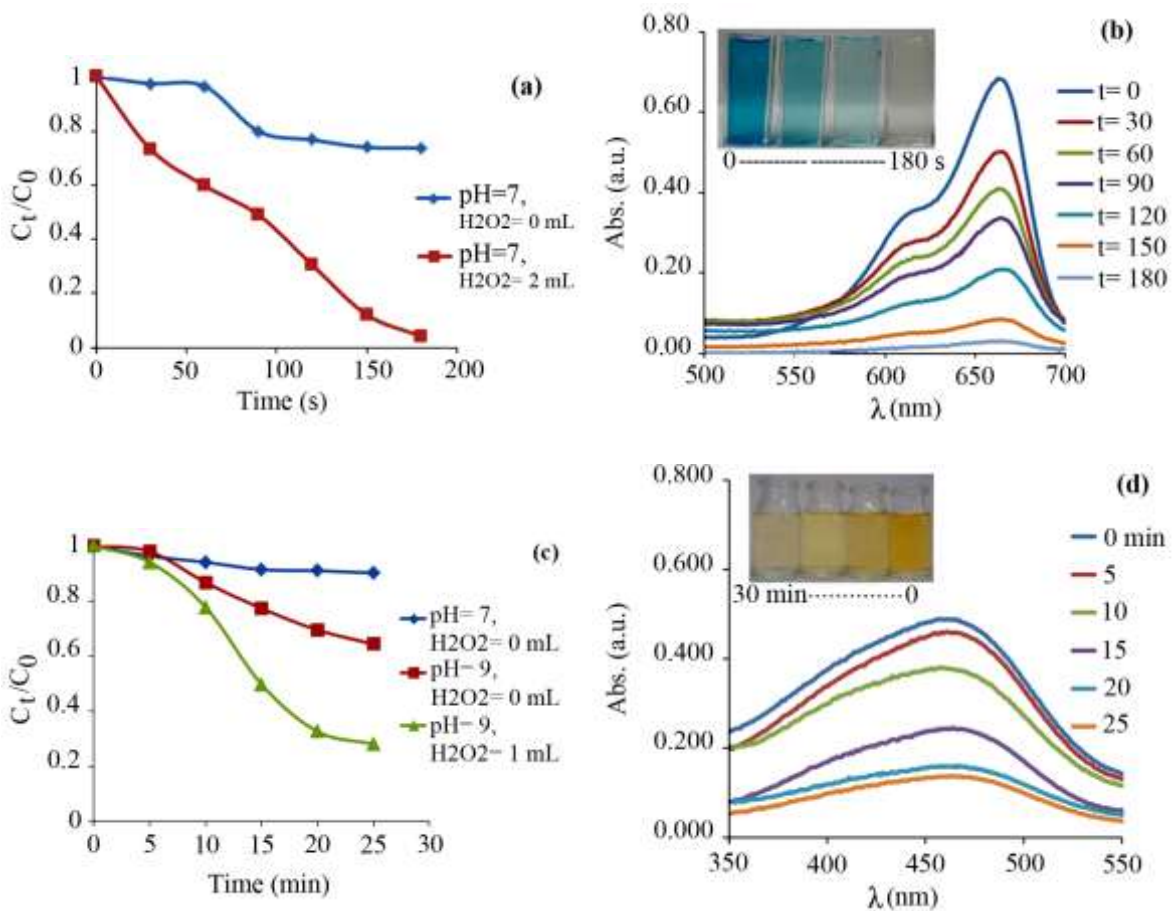 (a)
1
0.8
0.6
0.4
0.2
0
0 50 100 150 200
Time (s)
Ct/C0
pH=7,
H2O2= 0 mL
pH=7,
H2O2= 2 mL
(b)
0.80
0.60
0.40
0.20
0.00
500 550 600 650 700
λ (nm)
Abs. (a.u.)
0---------- ----------180 s
t= 0
t= 30
t= 60
t= 90
t= 120
t= 150
t= 180
(c)
1
0.8
0.6
0.4
0.2
0
0 5 10 15 20 25 30
Time (min)
Ct/C0
pH= 7,
H2O2= 0 mL
pH= 9,
H2O2= 0 mL
pH= 9,
H2O2= 1 mL
(d)
0.800
0.600
0.400
0.200
0.000
350 400 450 500 550
λ (nm)
Abs. (a.u.)
30 min-············0
0 min
5
10
15
20
25